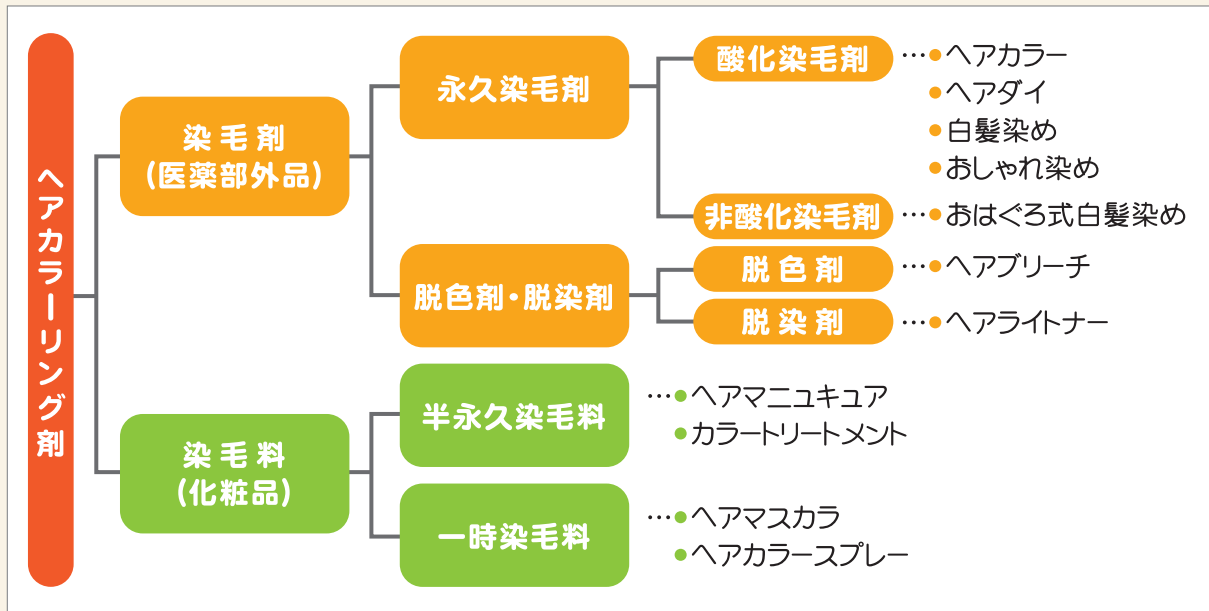 ヘアカラーリング剤
染毛剤
(医薬部外品)
永久染毛剤
酸化染毛剤
…●ヘアカラー
●ヘアダイ
●白髪染め
●おしゃれ染め
非酸化染毛剤
…●おはぐろ式白髪染め
脱色剤・脱染剤
脱色剤
…●ヘアブリーチ
脱染剤
…●ヘアライトナー
染毛料
(化粧品)
半永久染毛料
…●ヘアマニュキュア
●カラートリートメント
一時染毛料
…●ヘアマスカラ
●ヘアカラースプレー